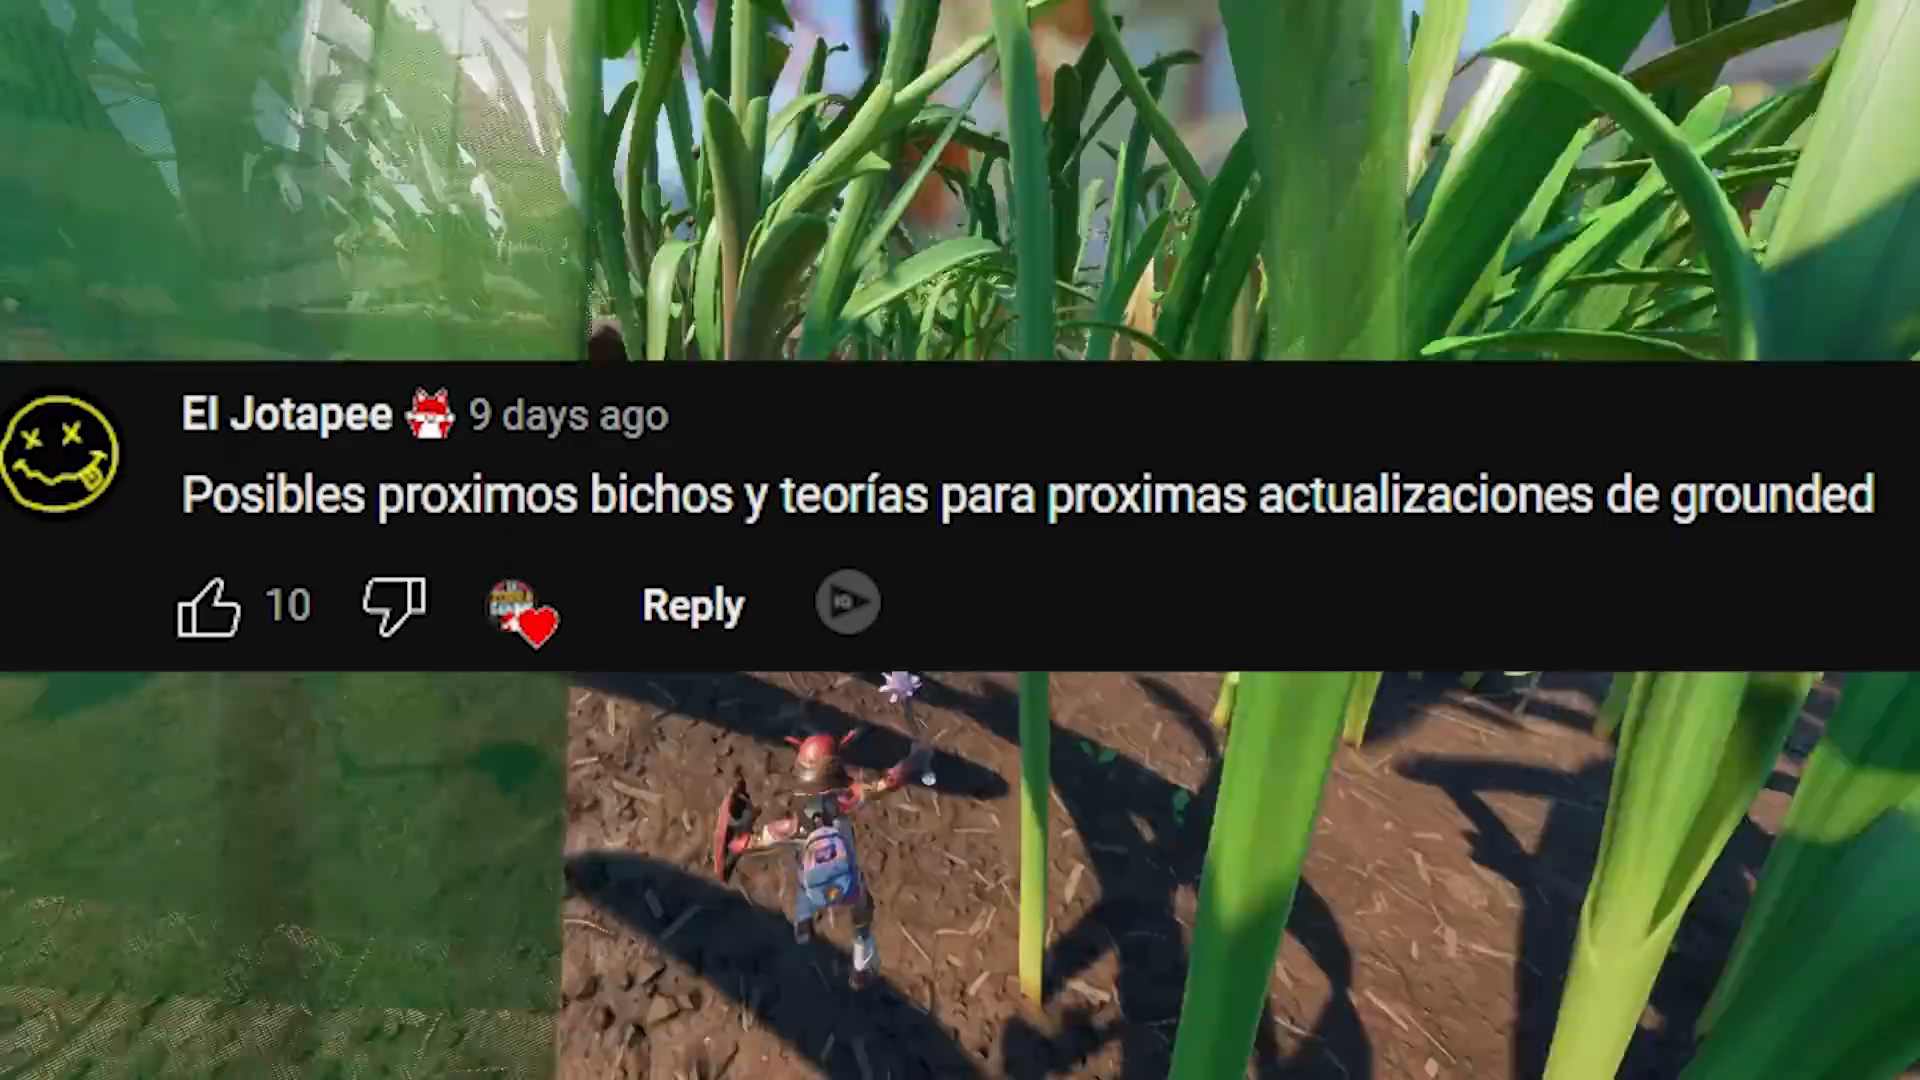 El Jotapee 9 days ago
Posibles proximos bichos y teorías para proximas actualizaciones de grounded
10 Reply